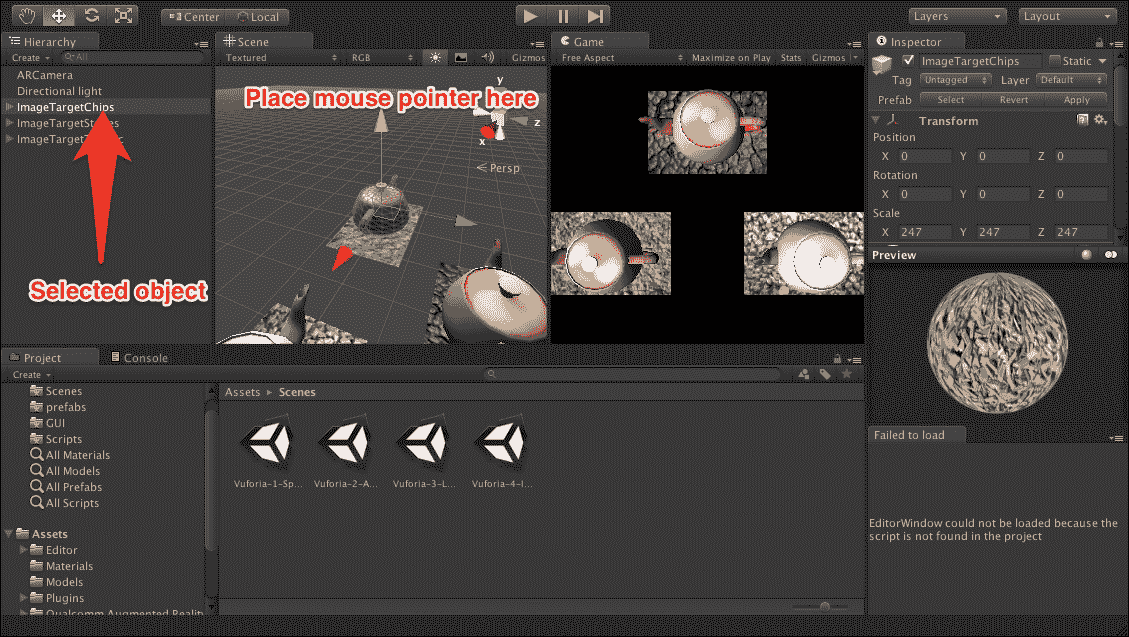 Center Local
Layers Layout
Hierarchy
Create All
ARCamera
Directional light
ImageTargetChips
ImageTargetT
Selected object
Scene
Textured RGB Gizmos
Place mouse pointer here
y
z
x
Persp
Game
Free Aspect Maximize on Play Stats Gizmos
Inspector
ImageTargetChips Static
Tag Untagged Layer Default
Prefab Select Revert Apply
Transform
Position
X 0 Y 0 Z 0
Rotation
X 0 Y 0 Z 0
Scale
X 247 Y 247 Z 247
Preview
Failed to load
EditorWindow could not be loaded because the
script is not found in the project
Project Console
Create
Scenes
prefabs
GUI
Scripts
All Materials
All Models
All Prefabs
All Scripts
Assets
Editor
Materials
Models
Plugins
Qualcomm Augmented Realit
Assets Scenes
Vuforia-1-Sp... Vuforia-2-A... Vuforia-3-L... Vuforia-4-I...